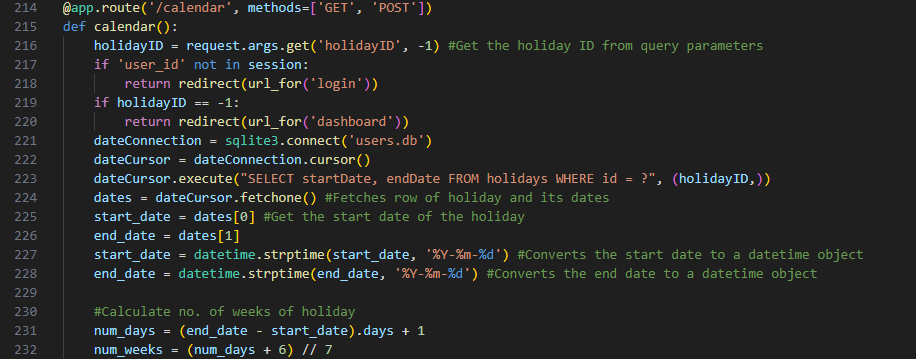 214 @app.route('/calendar', methods=['GET', 'POST'])
215 def calendar():
216     holidayID = request.args.get('holidayID', -1) #Get the holiday ID from query parameters
217     if 'user_id' not in session:
218         return redirect(url_for('login'))
219     if holidayID == -1:
220         return redirect(url_for('dashboard'))
221     dateConnection = sqlite3.connect('users.db')
222     dateCursor = dateConnection.cursor()
223     dateCursor.execute("SELECT startDate, endDate FROM holidays WHERE id = ?", (holidayID,))
224     dates = dateCursor.fetchone() #Fetches row of holiday and its dates
225     start_date = dates[0] #Get the start date of the holiday
226     end_date = dates[1]
227     start_date = datetime.strptime(start_date, '%Y-%m-%d') #Converts the start date to a datetime object
228     end_date = datetime.strptime(end_date, '%Y-%m-%d') #Converts the end date to a datetime object
229
230     #Calculate no. of weeks of holiday
231     num_days = (end_date - start_date).days + 1
232     num_weeks = (num_days + 6) // 7